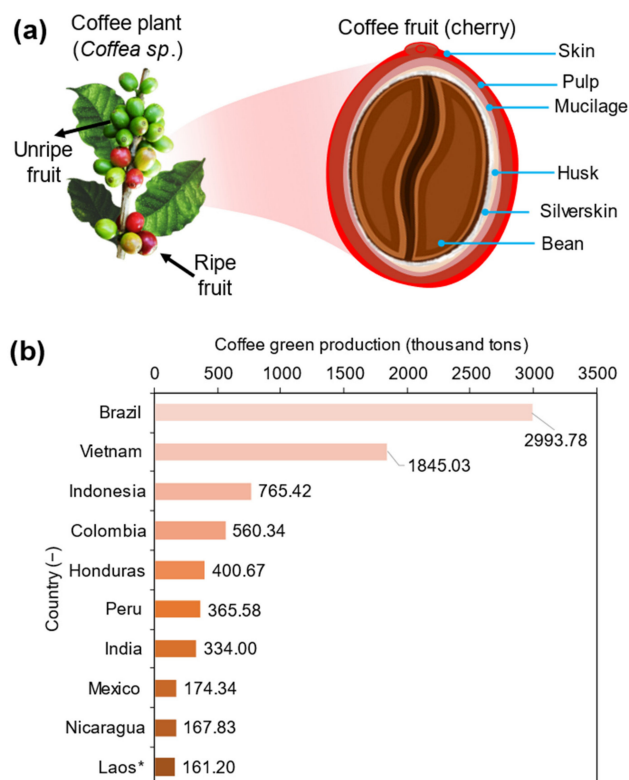 (a)
Coffee plant
(Coffea sp.)
Unripe
fruit
Ripe
fruit
Coffee fruit (cherry)
Skin
Pulp
Mucilage
Husk
Silverskin
Bean
(b)
Coffee green production (thousand tons)
0 500 1000 1500 2000 2500 3000 3500
Country (−)
Brazil 2993.78
Vietnam 1845.03
Indonesia 765.42
Colombia 560.34
Honduras 400.67
Peru 365.58
India 334.00
Mexico 174.34
Nicaragua 167.83
Laos* 161.20